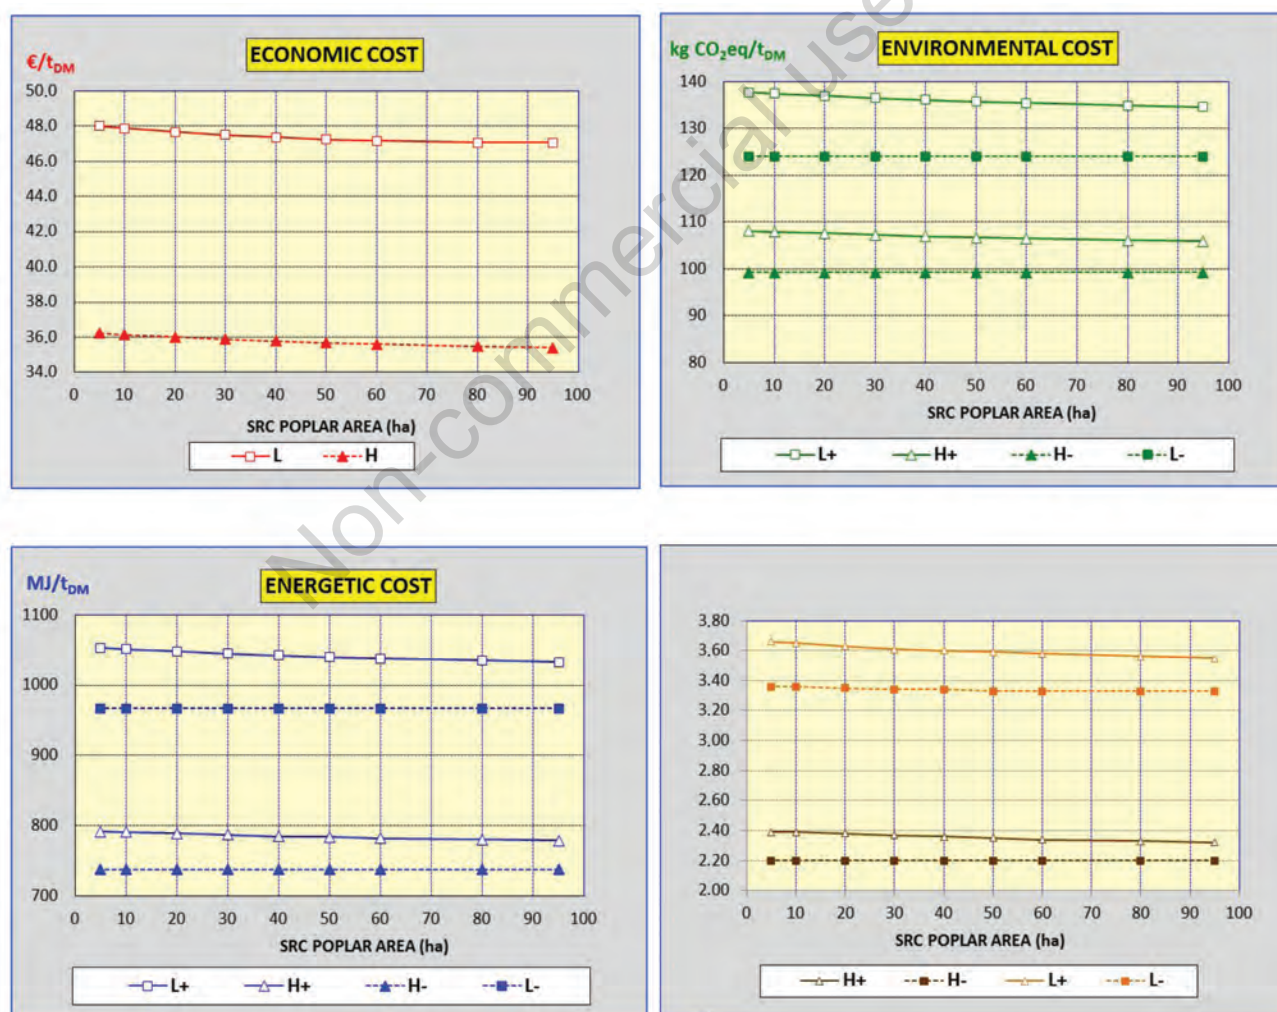 ECONOMIC COST
€/tDM
50.0
48.0
46.0
44.0
42.0
40.0
38.0
36.0
34.0
0 10 20 30 40 50 60 70 80 90 100
SRC POPLAR AREA (ha)
L H
ENVIRONMENTAL COST
kg CO2eq/tDM
140
130
120
110
100
90
80
0 10 20 30 40 50 60 70 80 90 100
SRC POPLAR AREA (ha)
L+ H+ H- L-
ENERGETIC COST
MJ/tDM
1100
1000
900
800
700
0 10 20 30 40 50 60 70 80 90 100
SRC POPLAR AREA (ha)
L+ H+ H- L-
3,80
3,60
3.40
3.20
3,00
2.80
2.60
2.40
2.20
2.00
0 10 20 30 40 50 60 70 80 90 100
SRC POPLAR AREA (ha)
H+ H- L+ L-
Non-commercial use